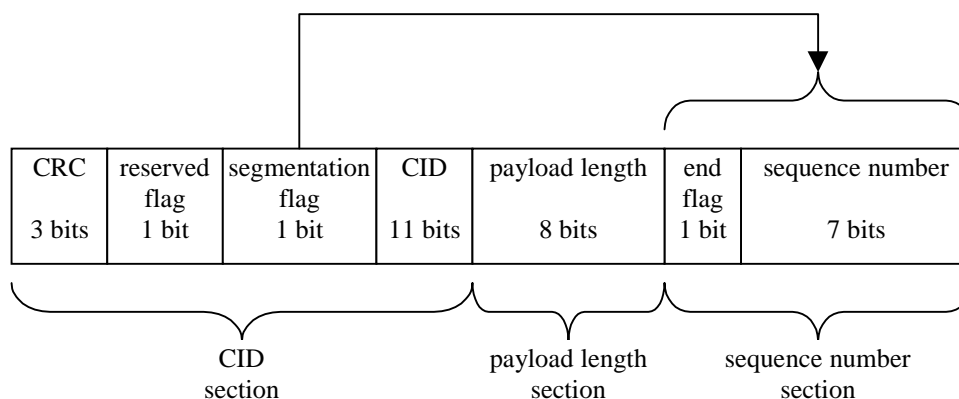 CRC
3 bits
reserved
flag
1 bit
segmentation
flag
1 bit
CID
11 bits
payload length
8 bits
end
flag
1 bit
sequence number
7 bits
CID
section
payload length
section
sequence number
section